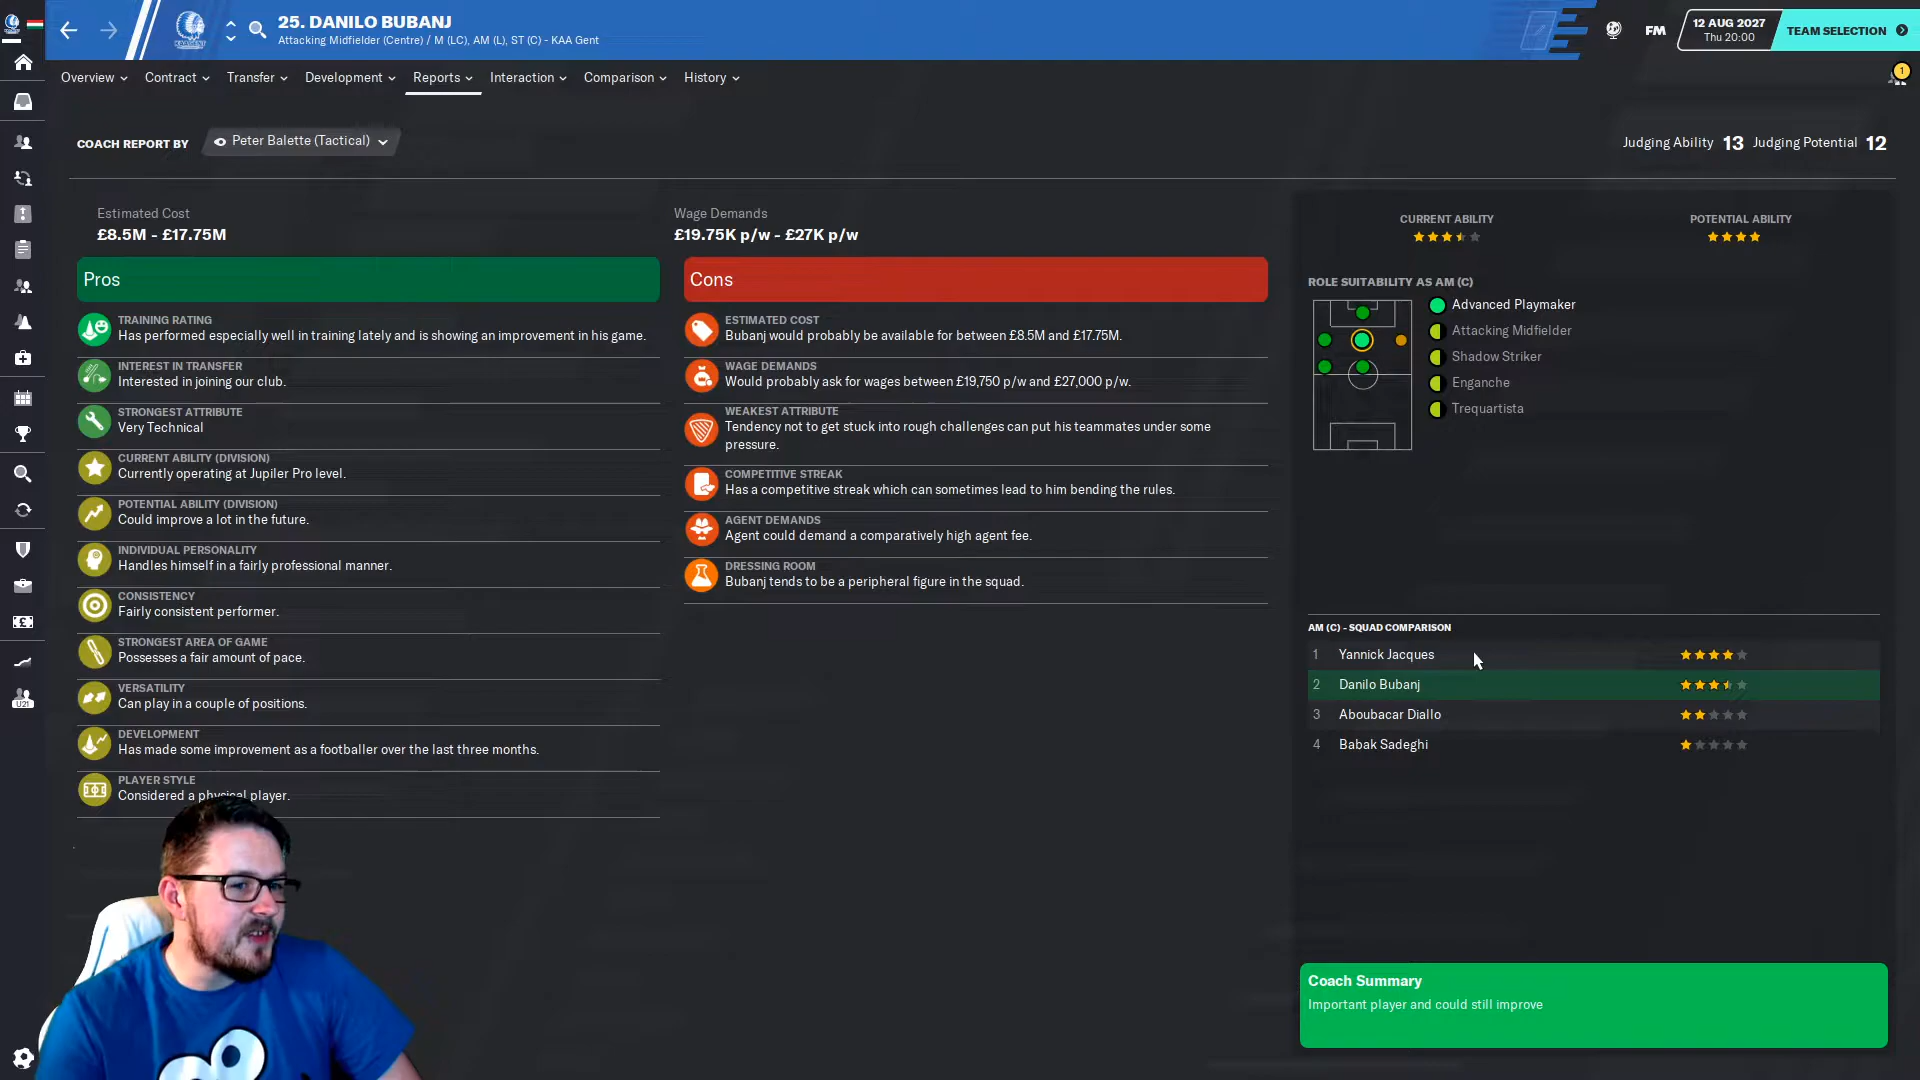 25. DANILO BUBANJ
Attacking Midfielder (Centre) / M (LC), AM (L), ST (C) - KAA Gent
FM
12 AUG 2027
Thu 20:00
TEAM SELECTION
Overview
Contract
Transfer
Development
Reports
Interaction
Comparison
History
1
COACH REPORT BY
Peter Balette (Tactical)
Judging Ability 13 Judging Potential 12
Estimated Cost
£8.5M - £17.75M
Wage Demands
£19.75K p/w - £27K p/w
Pros
TRAINING RATING
Has performed especially well in training lately and is showing an improvement in his game.
INTEREST IN TRANSFER
Interested in joining our club.
STRONGEST ATTRIBUTE
Very Technical
CURRENT ABILITY (DIVISION)
Currently operating at Jupiler Pro level.
POTENTIAL ABILITY (DIVISION)
Could improve a lot in the future.
INDIVIDUAL PERSONALITY
Handles himself in a fairly professional manner.
CONSISTENCY
Fairly consistent performer.
STRONGEST AREA OF GAME
Possesses a fair amount of pace.
VERSATILITY
Can play in a couple of positions.
DEVELOPMENT
Has made some improvement as a footballer over the last three months.
PLAYER STYLE
Considered a physical player.
Cons
ESTIMATED COST
Bubanj would probably be available for between £8.5M and £17.75M.
WAGE DEMANDS
Would probably ask for wages between £19,750 p/w and £27,000 p/w.
WEAKEST ATTRIBUTE
Tendency not to get stuck into rough challenges can put his teammates under some
pressure.
COMPETITIVE STREAK
Has a competitive streak which can sometimes lead to him bending the rules.
AGENT DEMANDS
Agent could demand a comparatively high agent fee.
DRESSING ROOM
Bubanj tends to be a peripheral figure in the squad.
CURRENT ABILITY
POTENTIAL ABILITY
ROLE SUITABILITY AS AM (C)
Advanced Playmaker
Attacking Midfielder
Shadow Striker
Enganche
Trequartista
AM (C) - SQUAD COMPARISON
1 Yannick Jacques
2 Danilo Bubanj
3 Aboubacar Diallo
4 Babak Sadeghi
Coach Summary
Important player and could still improve
U21